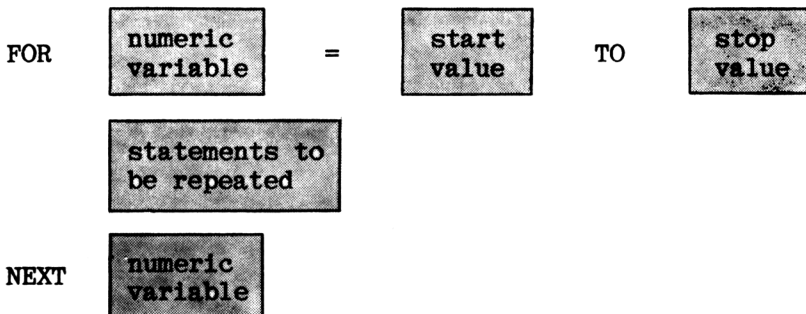 FOR numeric variable = start value TO stop value
statements to
be repeated
NEXT numeric variable